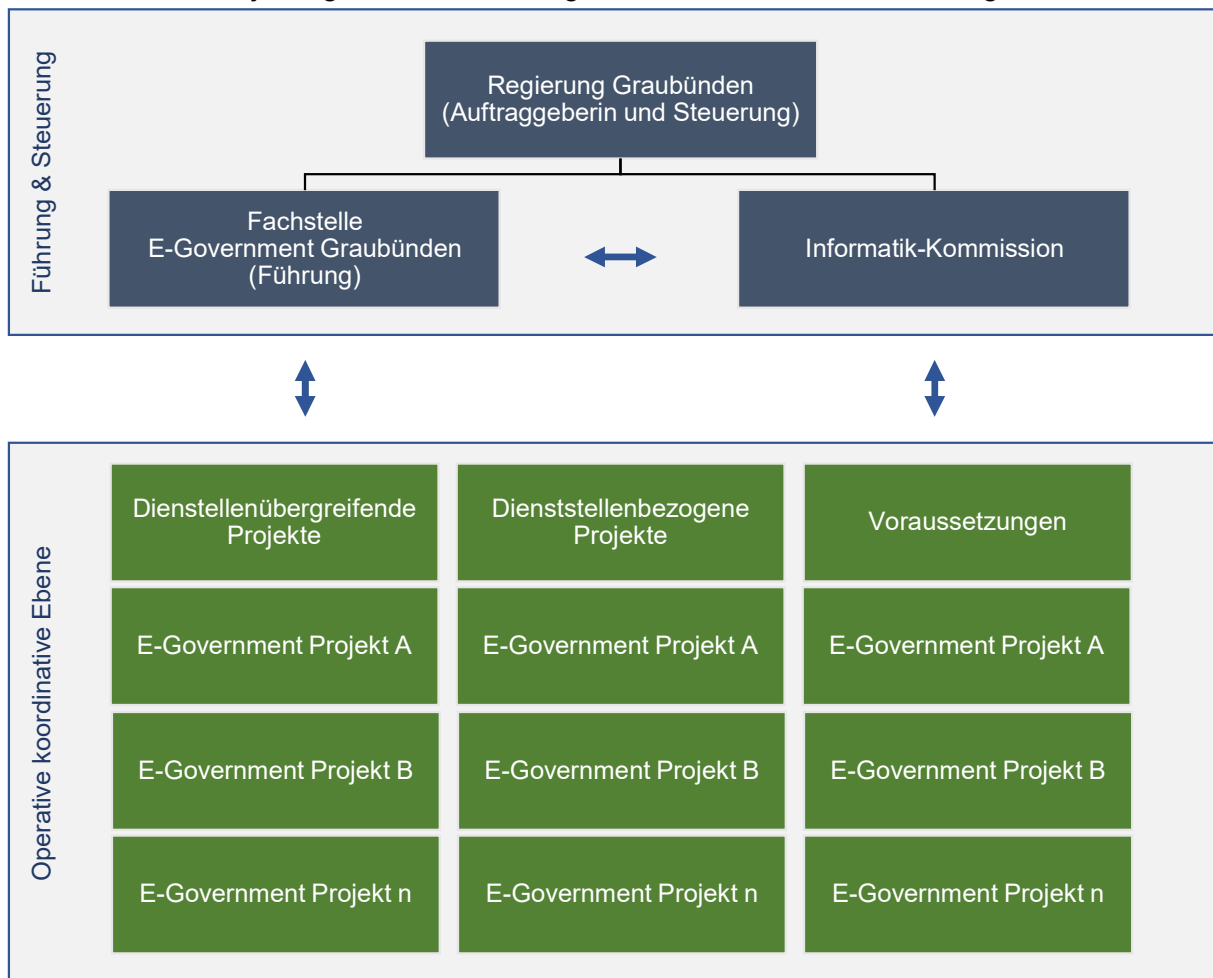 Führung & Steuerung
Regierung Graubünden
(Auftraggeberin und Steuerung)
Fachstelle
E-Government Graubünden
(Führung)
Informatik-Kommission
Operative koordinative Ebene
Dienstellenübergreifende
Projekte
Dienststellenbezogene
Projekte
Voraussetzungen
E-Government Projekt A
E-Government Projekt A
E-Government Projekt A
E-Government Projekt B
E-Government Projekt B
E-Government Projekt B
E-Government Projekt n
E-Government Projekt n
E-Government Projekt n